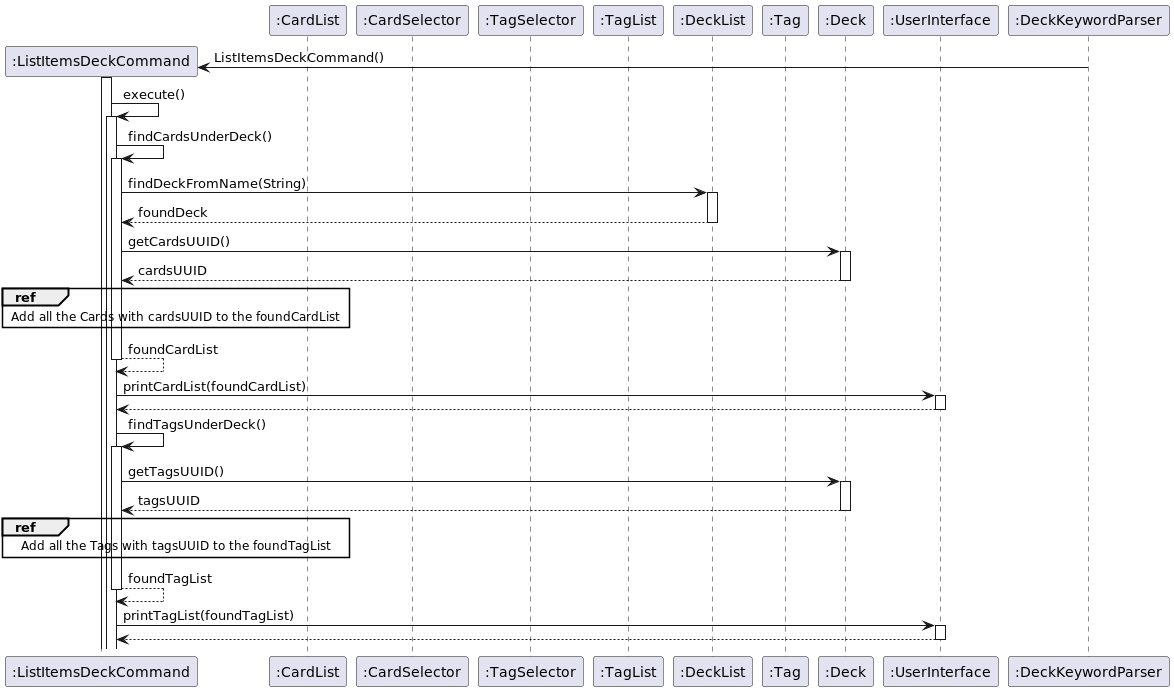 :CardList :CardSelector :TagSelector :TagList :DeckList :Tag :Deck :UserInterface :DeckKeywordParser
:ListItemsDeckCommand
ListItemsDeckCommand()
execute()
findCardsUnderDeck()
findDeckFromName(String)
foundDeck
getCardsUUID()
cardsUUID
ref
Add all the Cards with cardsUUID to the foundCardList
foundCardList
printCardList(foundCardList)
findTagsUnderDeck()
getTagsUUID()
tagsUUID
ref
Add all the Tags with tagsUUID to the foundTagList
foundTagList
printTagList(foundTagList)
:ListItemsDeckCommand :CardList :CardSelector :TagSelector :TagList :DeckList :Tag :Deck :UserInterface :DeckKeywordParser